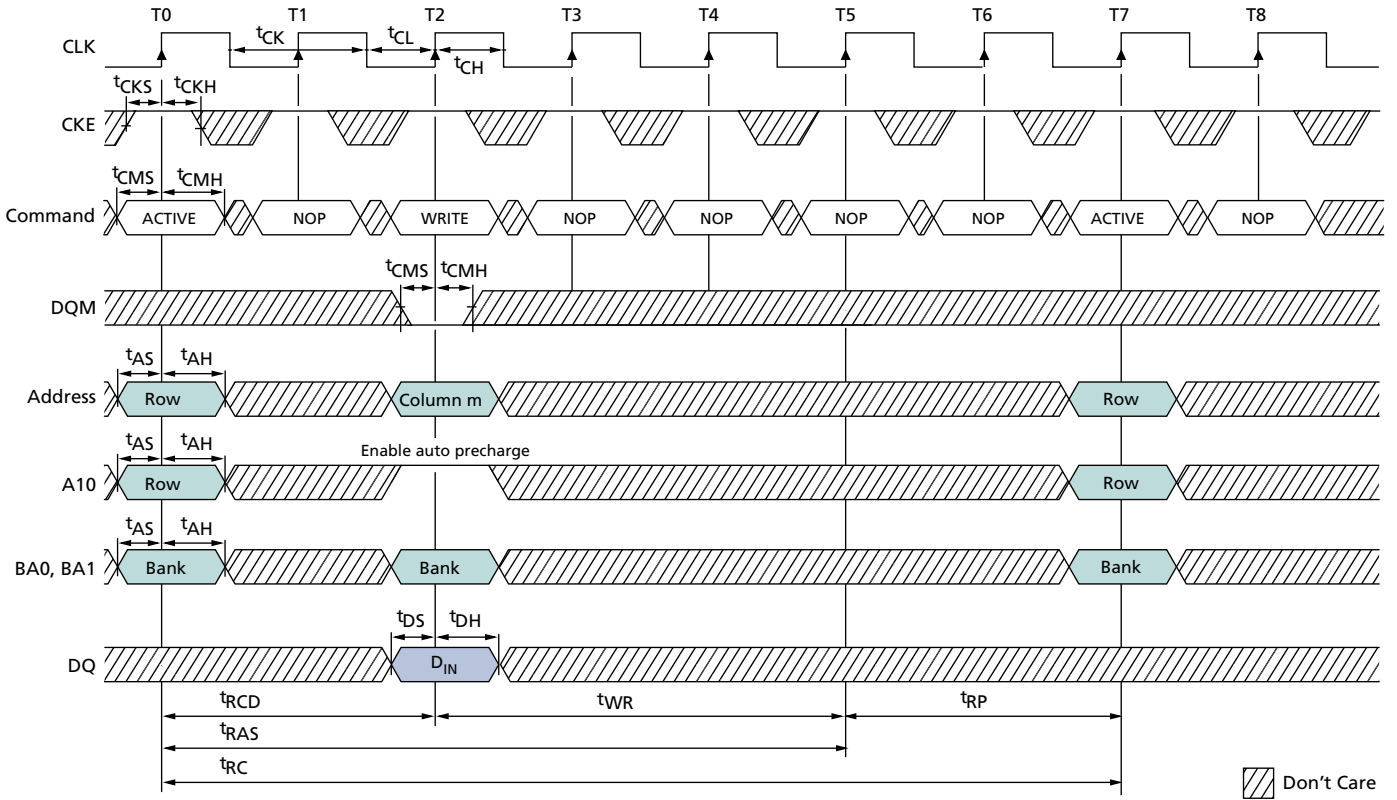 T0 T1 T2 T3 T4 T5 T6 T7 T8
CLK
tCK tCL
tCH
tCKS tCKH
CKE
tCMS tCMH
Command ACTIVE NOP WRITE NOP NOP NOP NOP ACTIVE NOP
tCMS tCMH
DQM
tAS tAH
Address Row Column m Row
tAS tAH Enable auto precharge
A10 Row Row
tAS tAH
BA0, BA1 Bank Bank Bank
tDS tDH
DQ DIN
tRCD tWR tRP
tRAS
tRC
Don't Care